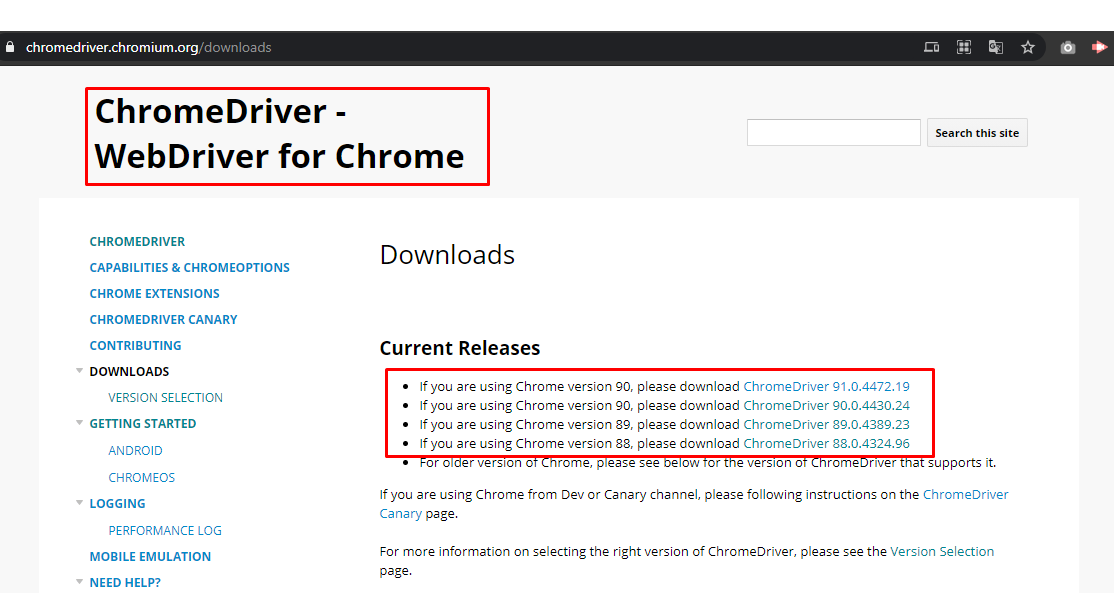 chromedriver.chromium.org/downloads
ChromeDriver -
WebDriver for Chrome
Search this site
CHROMEDRIVER
CAPABILITIES & CHROMEOPTIONS
CHROME EXTENSIONS
CHROMEDRIVER CANARY
CONTRIBUTING
DOWNLOADS
VERSION SELECTION
GETTING STARTED
ANDROID
CHROMEOS
LOGGING
PERFORMANCE LOG
MOBILE EMULATION
NEED HELP?
Downloads
Current Releases
If you are using Chrome version 90, please download ChromeDriver 91.0.4472.19
If you are using Chrome version 90, please download ChromeDriver 90.0.4430.24
If you are using Chrome version 89, please download ChromeDriver 89.0.4389.23
If you are using Chrome version 88, please download ChromeDriver 88.0.4324.96
For older version of Chrome, please see below for the version of ChromeDriver that supports it.
If you are using Chrome from Dev or Canary channel, please following instructions on the ChromeDriver
Canary page.
For more information on selecting the right version of ChromeDriver, please see the Version Selection
page.